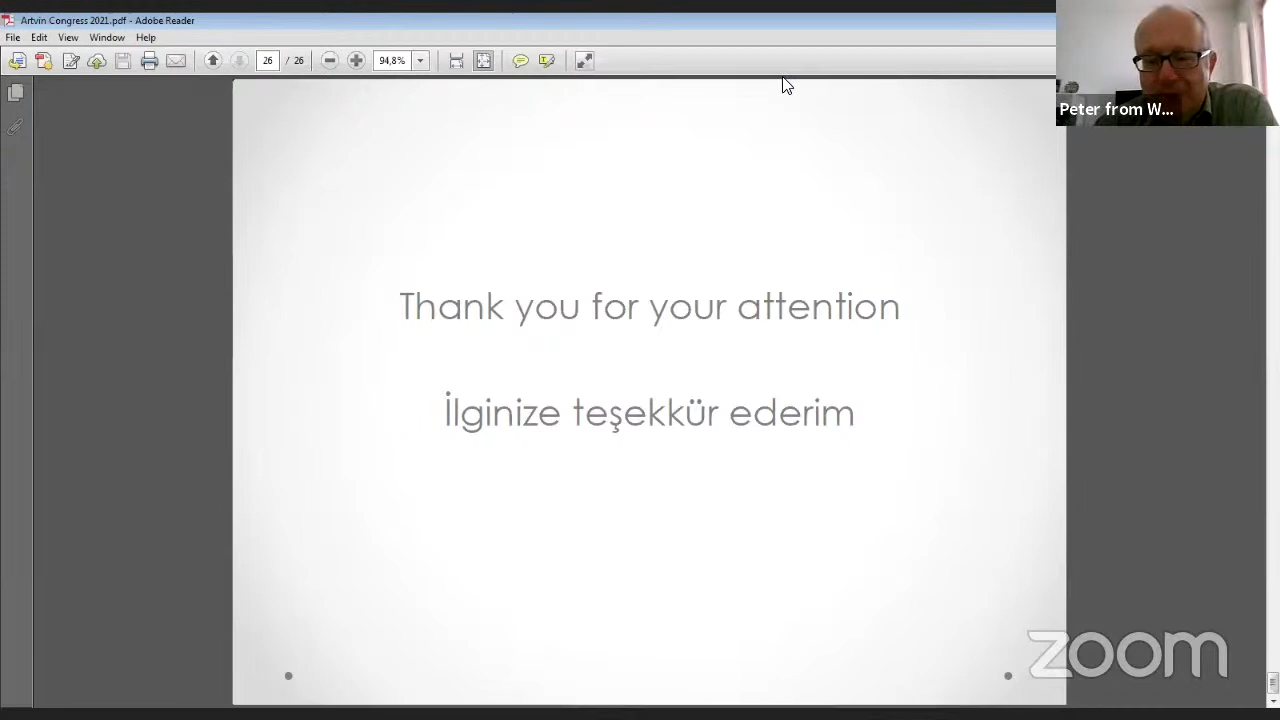 Artvin Congress 2021.pdf - Adobe Reader
File Edit View Window Help
26 / 26 94,8%
Peter from W...
Thank you for your attention
İlginize teşekkür ederim
zoom